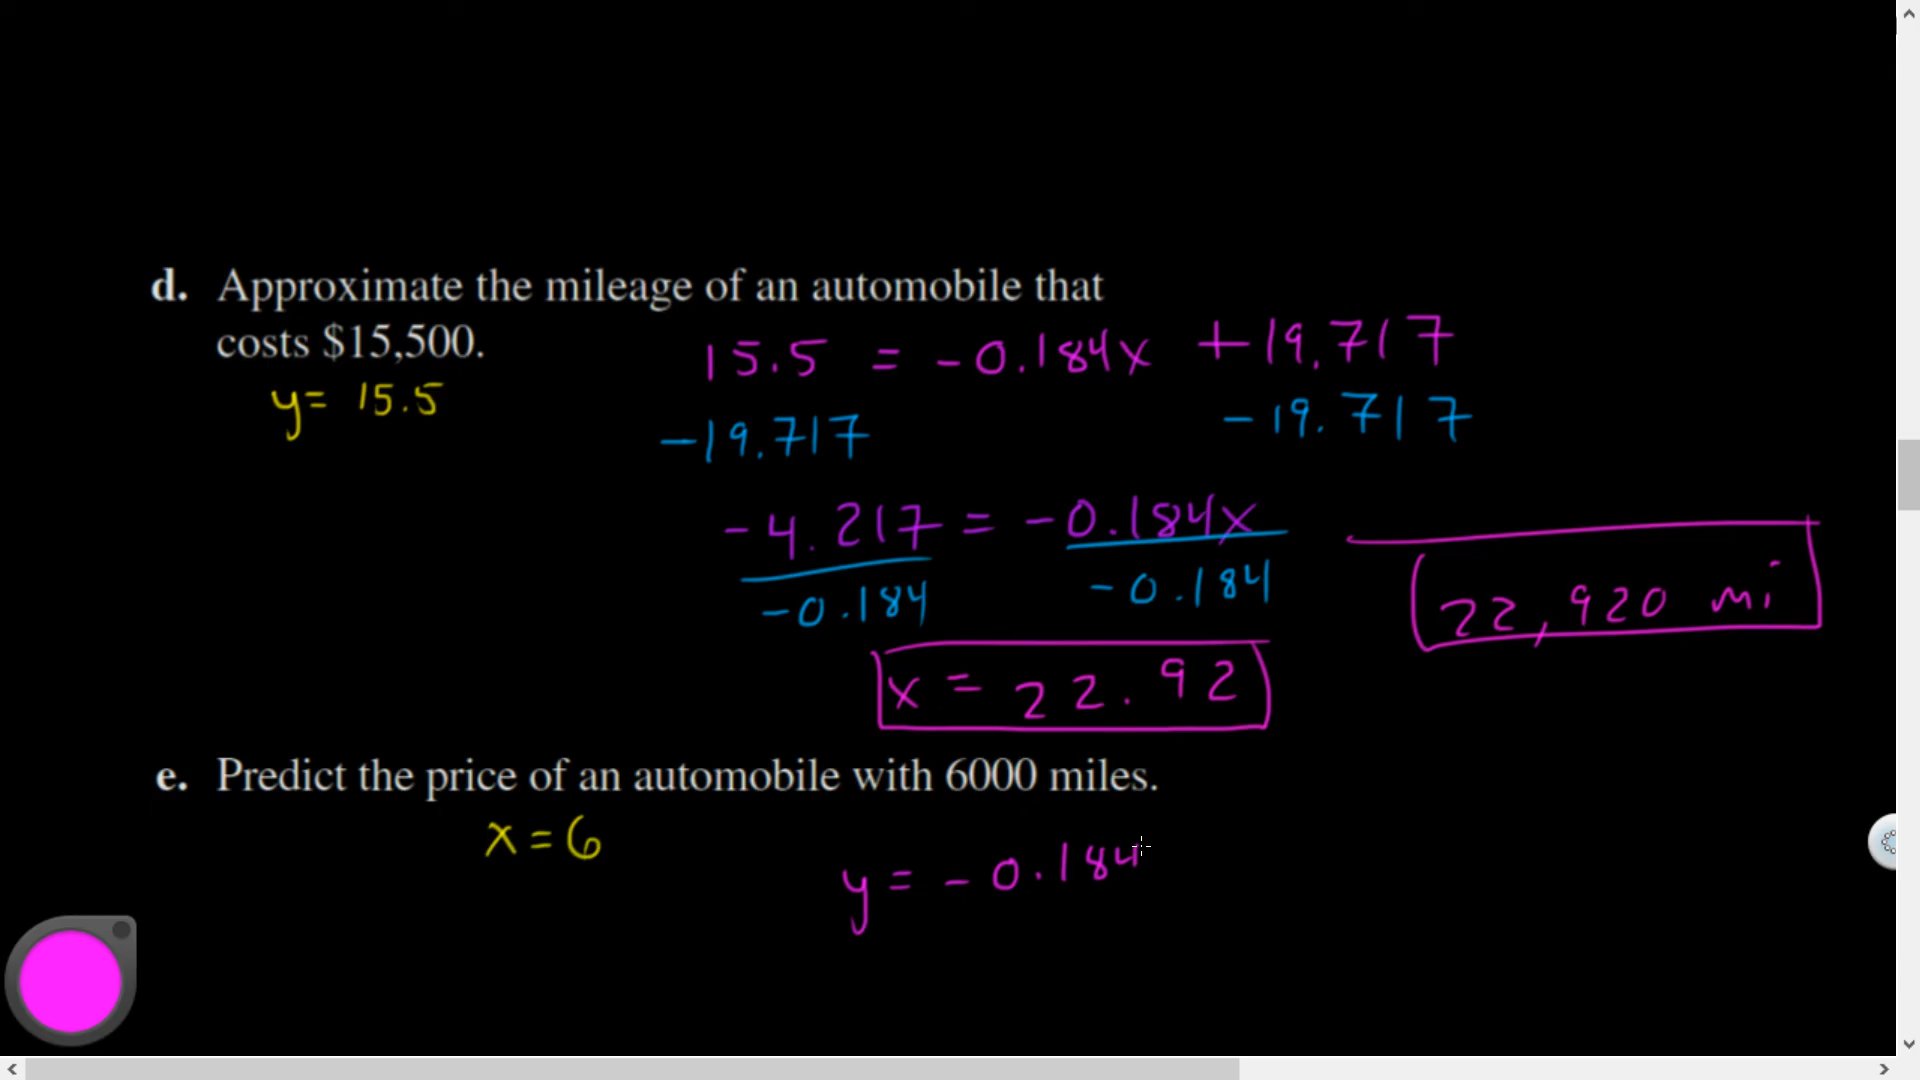 d. Approximate the mileage of an automobile that
costs $15,500.
y = 15.5
15.5 = -0.184x + 19.717
-19.717 -19.717
-4.217 = -0.184x
-0.184 -0.184
22,920 mi
x = 22.92
e. Predict the price of an automobile with 6000 miles.
x = 6
y = -0.184